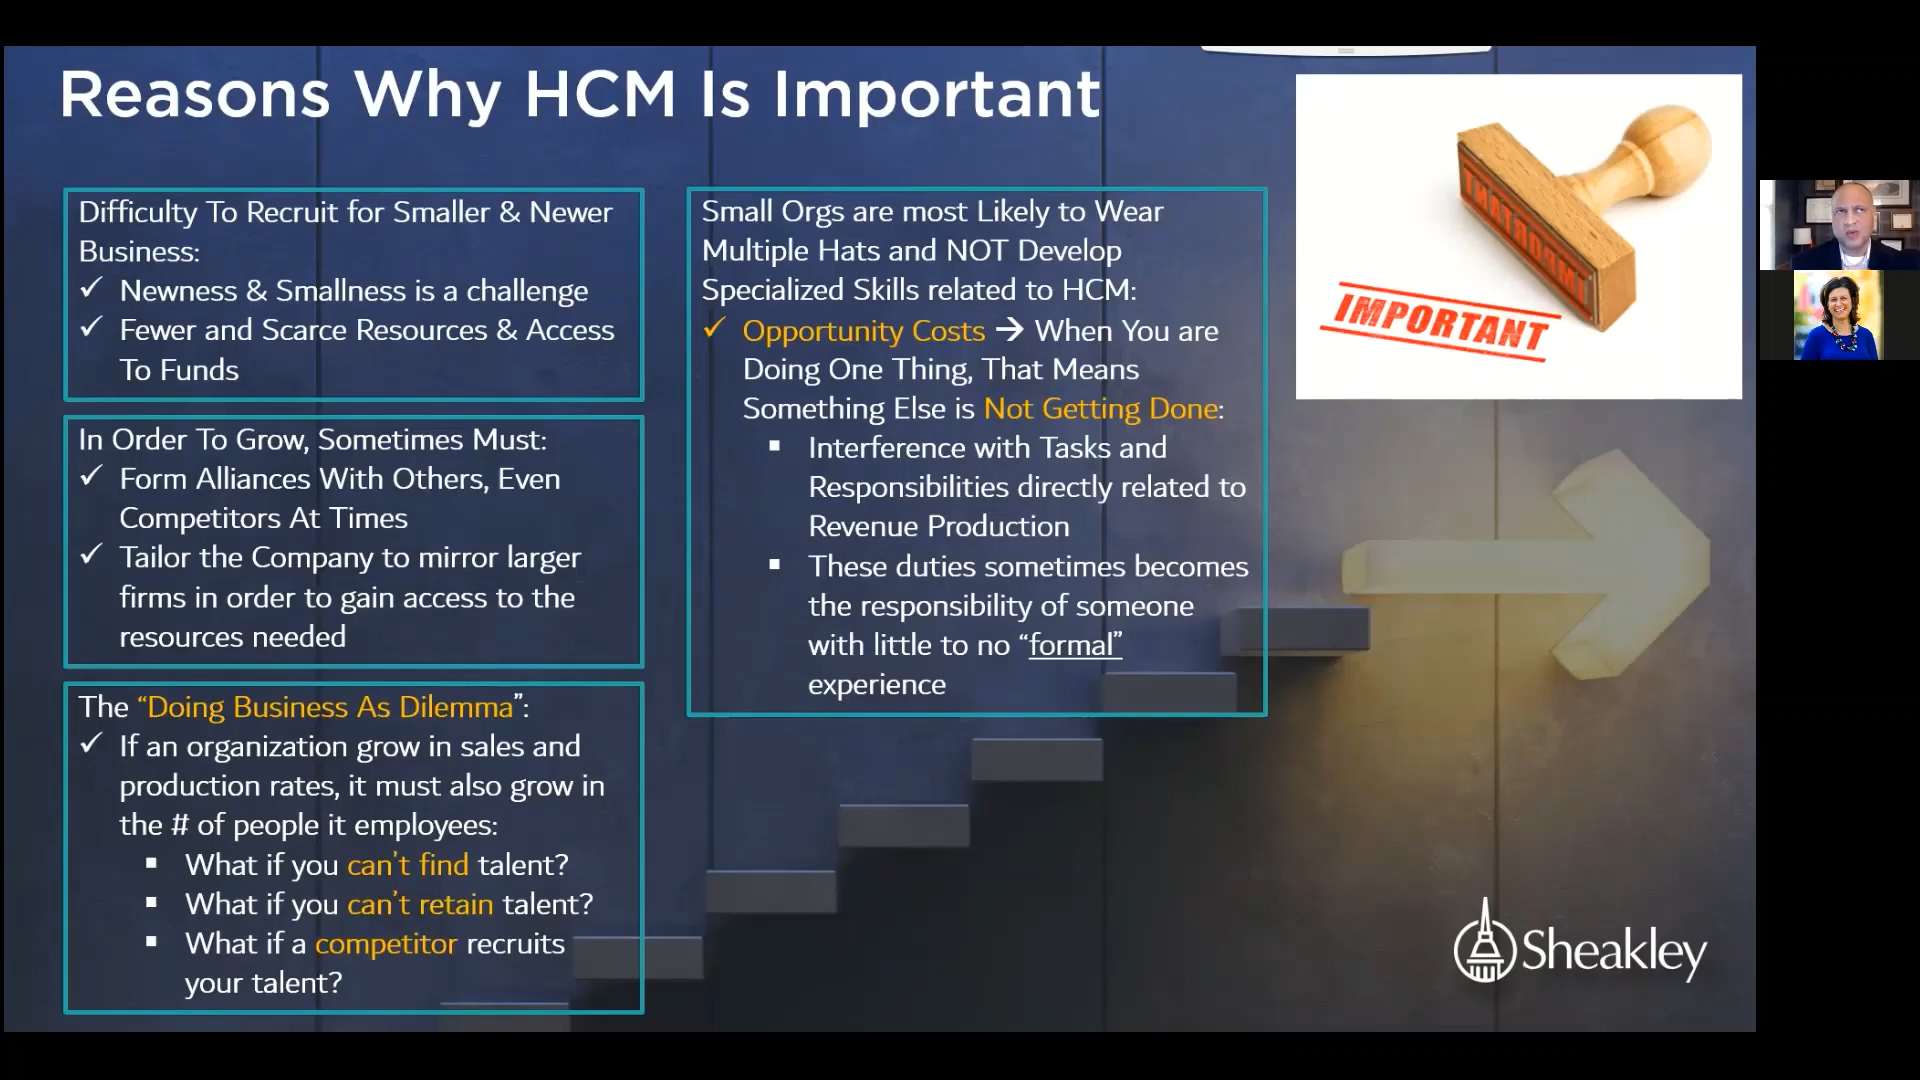 Reasons Why HCM Is Important
Difficulty To Recruit for Smaller & Newer
Business:
✓ Newness & Smallness is a challenge
✓ Fewer and Scarce Resources & Access
To Funds
In Order To Grow, Sometimes Must:
✓ Form Alliances With Others, Even
Competitors At Times
✓ Tailor the Company to mirror larger
firms in order to gain access to the
resources needed
The “Doing Business As Dilemma”:
✓ If an organization grow in sales and
production rates, it must also grow in
the # of people it employees:
▪ What if you can't find talent?
▪ What if you can't retain talent?
▪ What if a competitor recruits
your talent?
Small Orgs are most Likely to Wear
Multiple Hats and NOT Develop
Specialized Skills related to HCM:
✓ Opportunity Costs → When You are
Doing One Thing, That Means
Something Else is Not Getting Done:
▪ Interference with Tasks and
Responsibilities directly related to
Revenue Production
▪ These duties sometimes becomes
the responsibility of someone
with little to no “formal”
experience
IMPORTANT
IMPORTANT
Sheakley